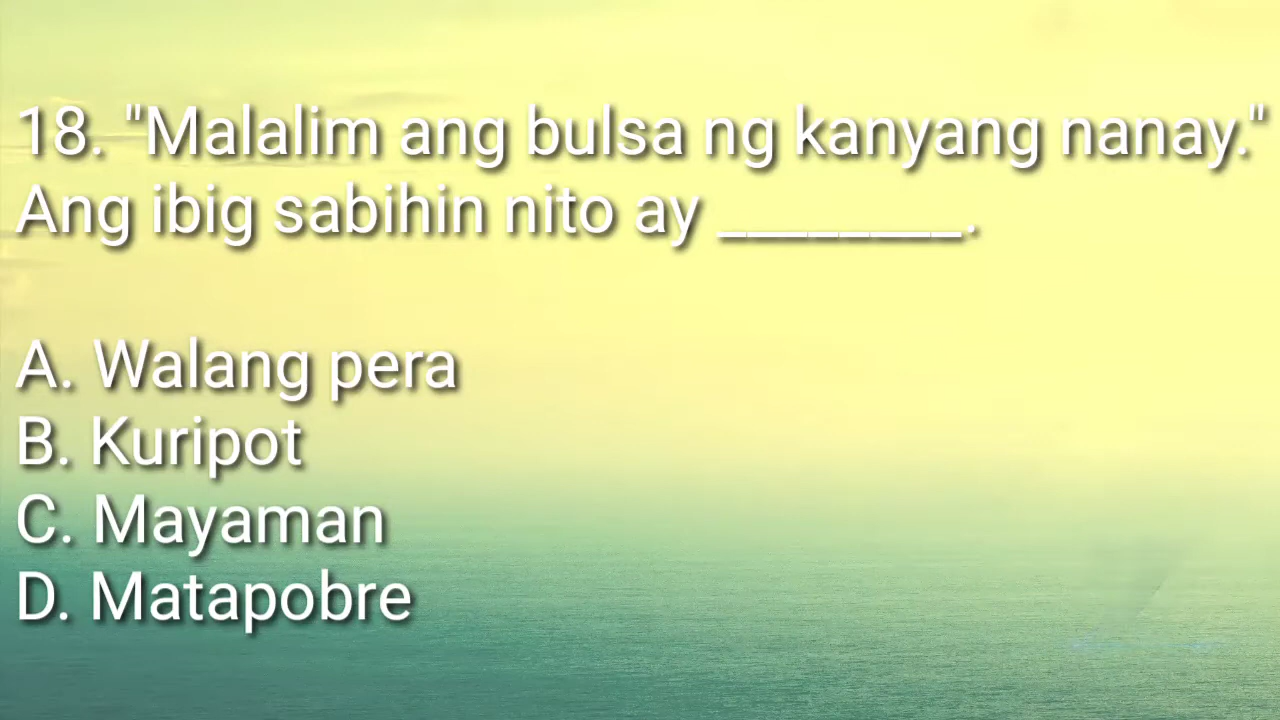 18. "Malalim ang bulsa ng kanyang nanay."
Ang ibig sabihin nito ay ________.
A. Walang pera
B. Kuripot
C. Mayaman
D. Matapobre